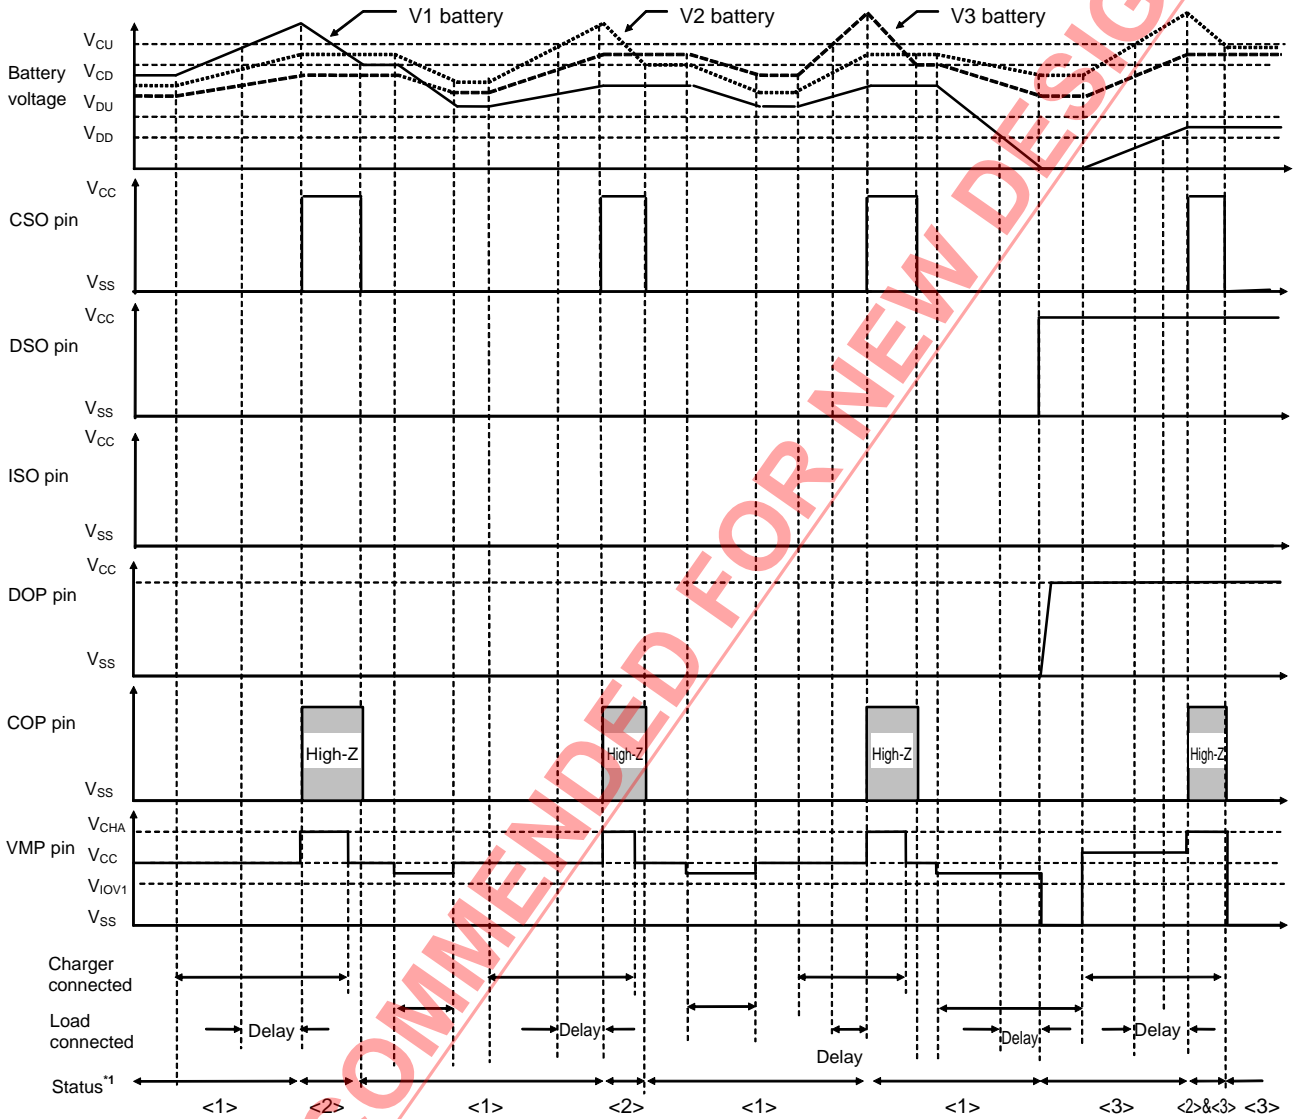 V1 battery
V2 battery
V3 battery
VCU
Battery
voltage
VCD
VDU
VDD
VCC
CSO pin
VSS
VCC
DSO pin
VSS
VCC
ISO pin
VSS
VCC
DOP pin
VSS
COP pin
High-Z
High-Z
High-Z
High-Z
VSS
VCHA
VMP pin
VCC
VIOV1
VSS
Charger
connected
Load
connected
Delay
Delay
Delay
Delay
Delay
Status*1
<1>
<2>
<1>
<2>
<1>
<1>
<3>
<2>&<3>
<3>
COMMENDED FOR NEW DESIG